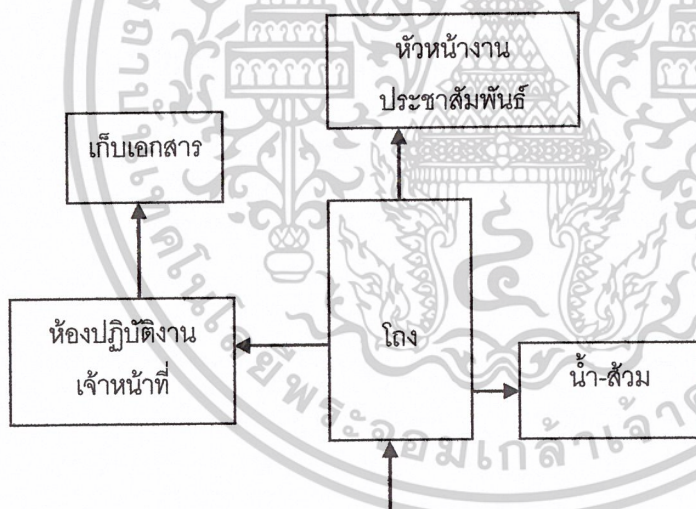 หัวหน้างาน
ประชาสัมพันธ์
เก็บเอกสาร
ห้องปฏิบัติงาน
เจ้าหน้าที่
โถง
น้ำ-ส้วม